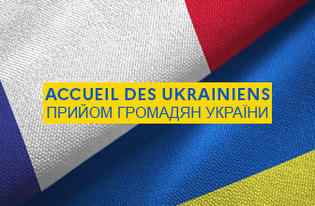 ACCUEIL DES UKRAINIENS
ПРИЙОМ ГРОМАДЯН УКРАЇНИ